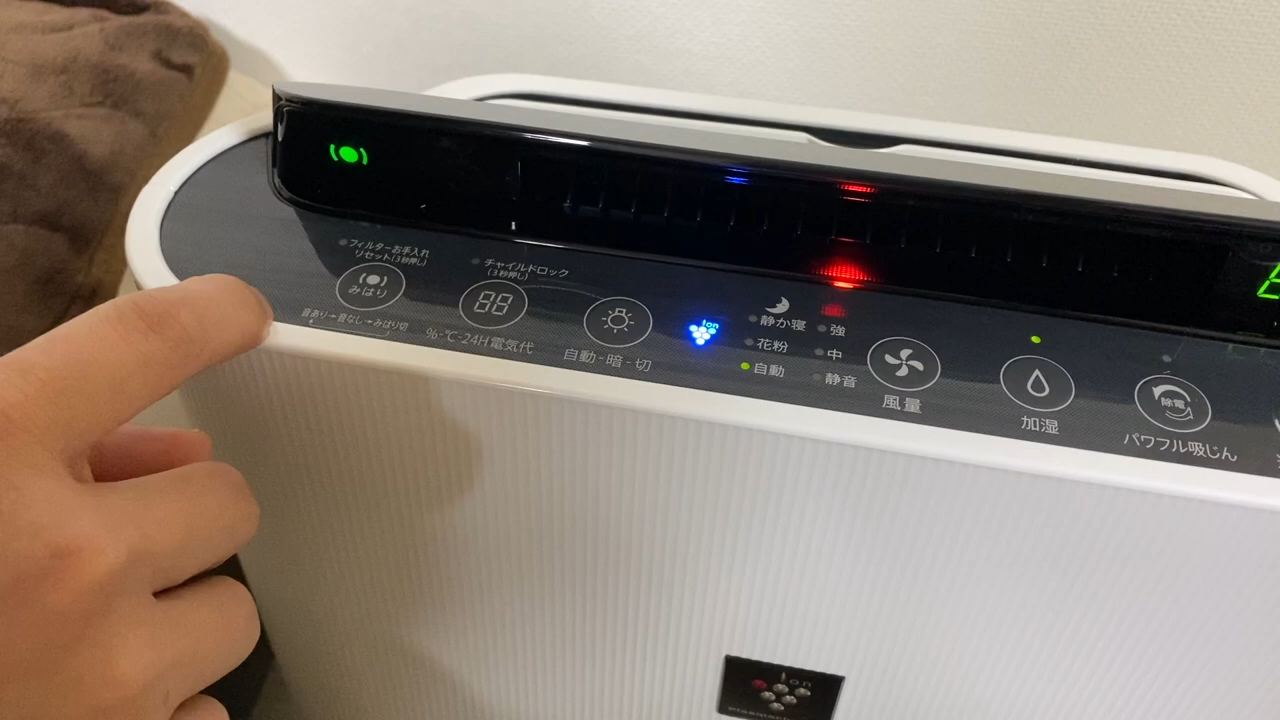 フィルターお手入れ
リセット(3秒押し)
みはり
音あり→音なし→みはり切
チャイルドロック
(3秒押し)
88
%-℃-24H電気代
自動-暗-切
Ion
静か寝
花粉
自動
強
中
静音
風量
加湿
除電
パワフル吸じん
Ion